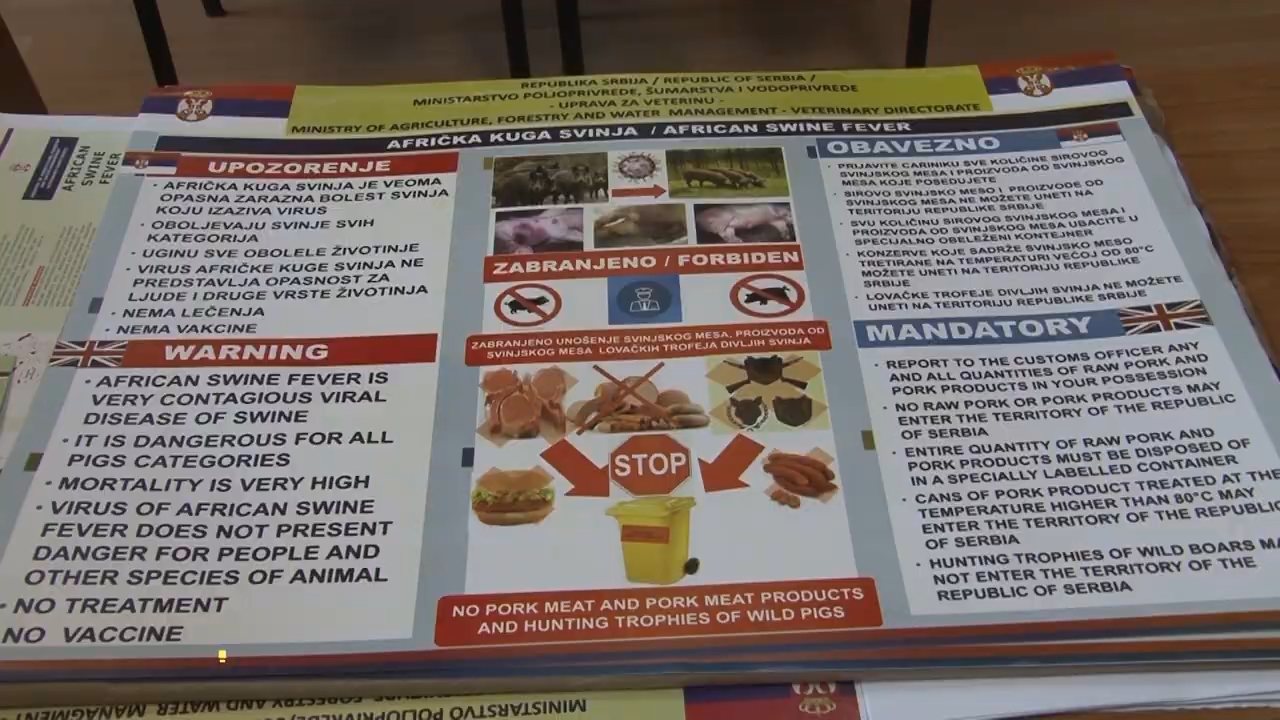 REPUBLIKA SRBIJA / REPUBLIC OF SERBIA /
MINISTARSTVO POLJOPRIVREDE, ŠUMARSTVA I VODOPRIVREDE
- UPRAVA ZA VETERINU -
MINISTRY OF AGRICULTURE, FORESTRY AND WATER MANAGEMENT - VETERINARY DIRECTORATE
AFRIČKA KUGA SVINJA / AFRICAN SWINE FEVER
AFRICAN
SWINE
FEVER
UPOZORENJE
• AFRIČKA KUGA SVINJA JE VEOMA
OPASNA ZARAZNA BOLEST SVINJA
KOJU IZAZIVA VIRUS
• OBOLJEVAJU SVINJE SVIH
KATEGORIJA
• UGINU SVE OBOLELE ŽIVOTINJE
• VIRUS AFRIČKE KUGE SVINJA NE
PREDSTAVLJA OPASNOST ZA
LJUDE I DRUGE VRSTE ŽIVOTINJA
• NEMA LEČENJA
• NEMA VAKCINE
WARNING
• AFRICAN SWINE FEVER IS
VERY CONTAGIOUS VIRAL
DISEASE OF SWINE
• IT IS DANGEROUS FOR ALL
PIGS CATEGORIES
• MORTALITY IS VERY HIGH
• VIRUS OF AFRICAN SWINE
FEVER DOES NOT PRESENT
DANGER FOR PEOPLE AND
OTHER SPECIES OF ANIMAL
• NO TREATMENT
NO VACCINE
ZABRANJENO / FORBIDEN
ZABRANJENO UNOŠENJE SVINJSKOG MESA, PROIZVODA OD
SVINJSKOG MESA LOVAČKIH TROFEJA DIVLJIH SVINJA
STOP
NO PORK MEAT AND PORK MEAT PRODUCTS
AND HUNTING TROPHIES OF WILD PIGS
OBAVEZNO
• PRIJAVITE CARINIKU SVE KOLIČINE SIROVOG
SVINJSKOG MESA I PROIZVODA OD SVINJSKOG
MESA KOJE POSEDUJETE
• SIROVO SVINJSKO MESO I PROIZVODE OD
SVINJSKOG MESA NE MOŽETE UNETI NA
TERITORIJU REPUBLIKE SRBIJE
• SVU KOLIČINU SIROVOG SVINJSKOG MESA I
PROIZVODA OD SVINJSKOG MESA UBACITE U
SPECIJALNO OBELEŽENI KONTEJNER
• KONZERVE KOJE SADRŽE SVINJSKO MESO
TRETIRANE NA TEMPERATURI VEĆOJ OD 80°C
MOŽETE UNETI NA TERITORIJU REPUBLIKE
SRBIJE
• LOVAČKE TROFEJE DIVLJIH SVINJA NE MOŽETE
UNETI NA TERITORIJU REPUBLIKE SRBIJE
MANDATORY
• REPORT TO THE CUSTOMS OFFICER ANY
AND ALL QUANTITIES OF RAW PORK AND
PORK PRODUCTS IN YOUR POSSESSION
• NO RAW PORK OR PORK PRODUCTS MAY
ENTER THE TERRITORY OF THE REPUBLIC
OF SERBIA
• ENTIRE QUANTITY OF RAW PORK AND
PORK PRODUCTS MUST BE DISPOSED OF
IN A SPECIALLY LABELLED CONTAINER
• CANS OF PORK PRODUCT TREATED AT THE
TEMPERATURE HIGHER THAN 80°C MAY
ENTER THE TERRITORY OF THE REPUBLIC
OF SERBIA
• HUNTING TROPHIES OF WILD BOARS MA
NOT ENTER THE TERRITORY OF THE
REPUBLIC OF SERBIA
MINISTARSTVO POLJOPRIVREDE,
FORESTRY AND WATER MANAGEMENT